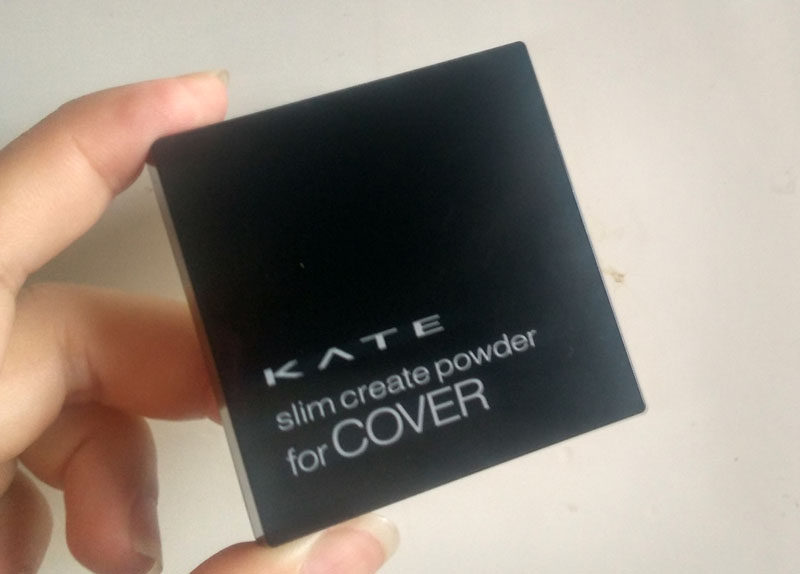 KATE
slim create powder
for COVER